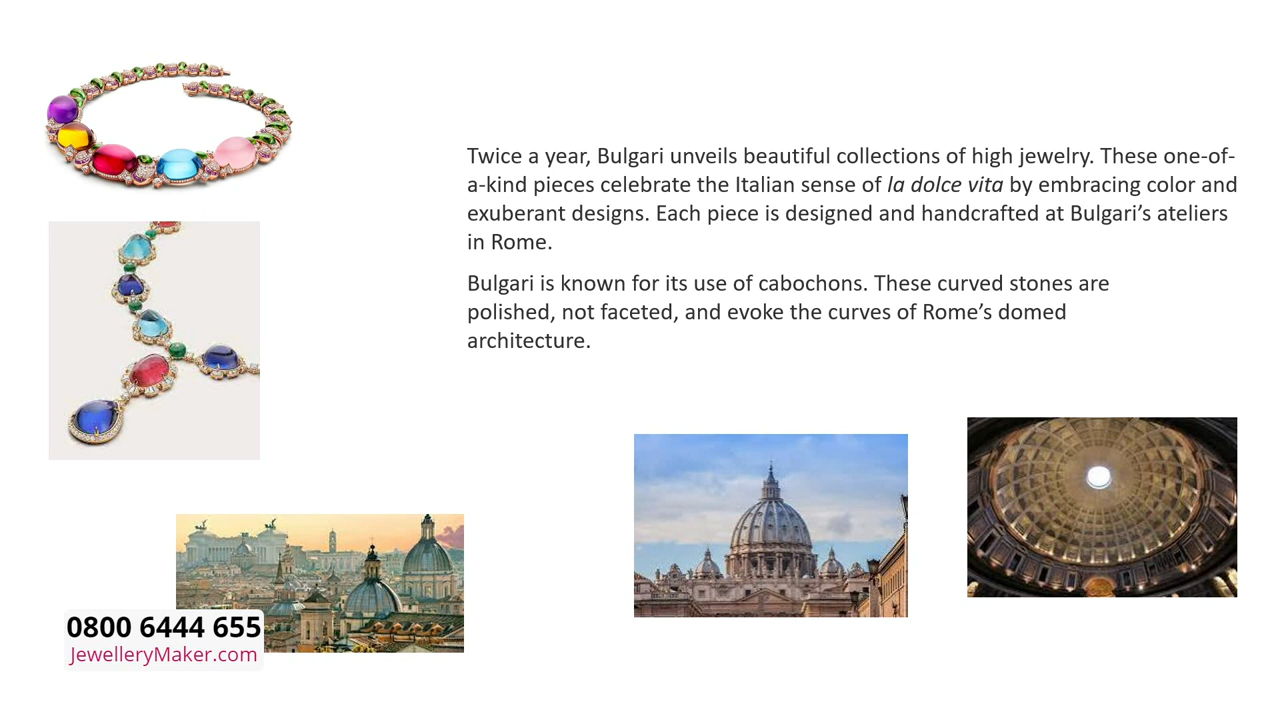 Twice a year, Bulgari unveils beautiful collections of high jewelry. These one-of-
a-kind pieces celebrate the Italian sense of la dolce vita by embracing color and
exuberant designs. Each piece is designed and handcrafted at Bulgari’s ateliers
in Rome.
Bulgari is known for its use of cabochons. These curved stones are
polished, not faceted, and evoke the curves of Rome’s domed
architecture.
0800 6444 655
JewelleryMaker.com